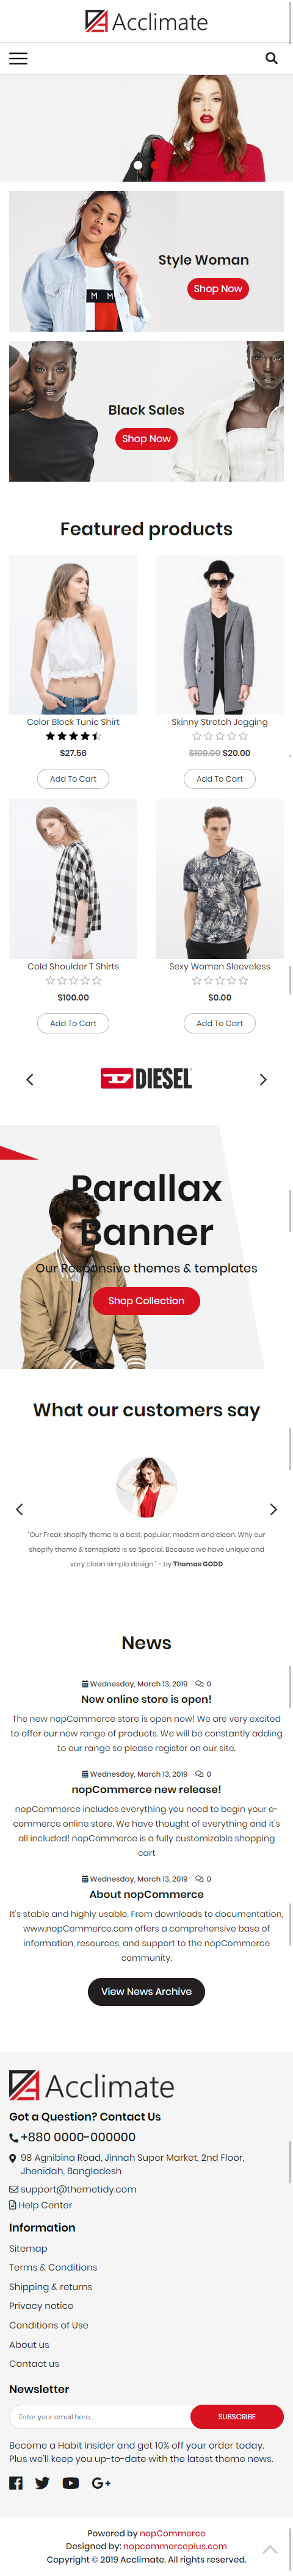 Acclimate
Style Woman
Shop Now
Black Sales
Shop Now
Featured products
Color Block Tunic Shirt
$27.56
Add To Cart
Skinny Stretch Jegging
$100.00 $20.00
Add To Cart
Cold Shoulder T Shirts
$100.00
Add To Cart
Sexy Women Sleeveless
$0.00
Add To Cart
DIESEL
Parallax
Banner
Our Responsive themes & templates
Shop Collection
What our customers say
"Our Freak shopify theme is a best, popular, modern and clean. Why our
shopify theme & temaplate is so Special. Because we have unique and
vary clean simple design." - by Thomas GODD
News
Wednesday, March 13, 2019 0
New online store is open!
The new nopCommerce store is open now! We are very excited
to offer our new range of products. We will be constantly adding
to our range so please register on our site.
Wednesday, March 13, 2019 0
nopCommerce new release!
nopCommerce includes everything you need to begin your e-
commerce online store. We have thought of everything and it's
all included! nopCommerce is a fully customizable shopping
cart
Wednesday, March 13, 2019 0
About nopCommerce
It's stable and highly usable. From downloads to documentation,
www.nopCommerce.com offers a comprehensive base of
information, resources, and support to the nopCommerce
community.
View News Archive
Acclimate
Got a Question? Contact Us
+880 0000-000000
98 Agnibina Road, Jinnah Super Market, 2nd Floor,
Jhenidah, Bangladesh
support@themetidy.com
Help Center
Information
Sitemap
Terms & Conditions
Shipping & returns
Privacy notice
Conditions of Use
About us
Contact us
Newsletter
Enter your email here...
SUBSCRIBE
Become a Habit Insider and get 10% off your order today.
Plus we'll keep you up-to-date with the latest theme news.
G+
Powered by nopCommerce
Designed by: nopcommerceplus.com
Copyright © 2019 Acclimate. All rights reserved.